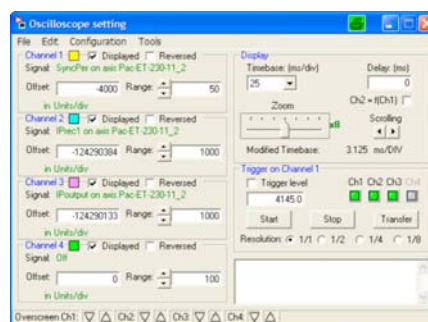 Oscilloscope setting
File Edit Configuration Tools
Channel 1 Displayed Reversed
Signal: SyncPer on axis Pac-ET-230-11_2
Offset: -4000 Range: 50
in Units/div
Channel 2 Displayed Reversed
Signal: IPrec1 on axis Pac-ET-230-11_2
Offset: -124290384 Range: 1000
in Units/div
Channel 3 Displayed Reversed
Signal: IPoutput on axis Pac-ET-230-11_2
Offset: -124290133 Range: 1000
in Units/div
Channel 4 Displayed Reversed
Signal: Off
Offset: 0 Range: 100
in Units/div
Display
Timebase: (ms/div) Delay: (ms)
25 0
Zoom Ch2 = f(Ch1)
x8 Scrolling
Modified Timebase: 3.125 ms/DIV
Trigger on Channel 1
Trigger level Ch1 Ch2 Ch3 Ch4
4145.0
Start Stop Transfer
Resolution: 1/1 1/2 1/4 1/8
Overscreen Ch1: Ch2: Ch3: Ch4: